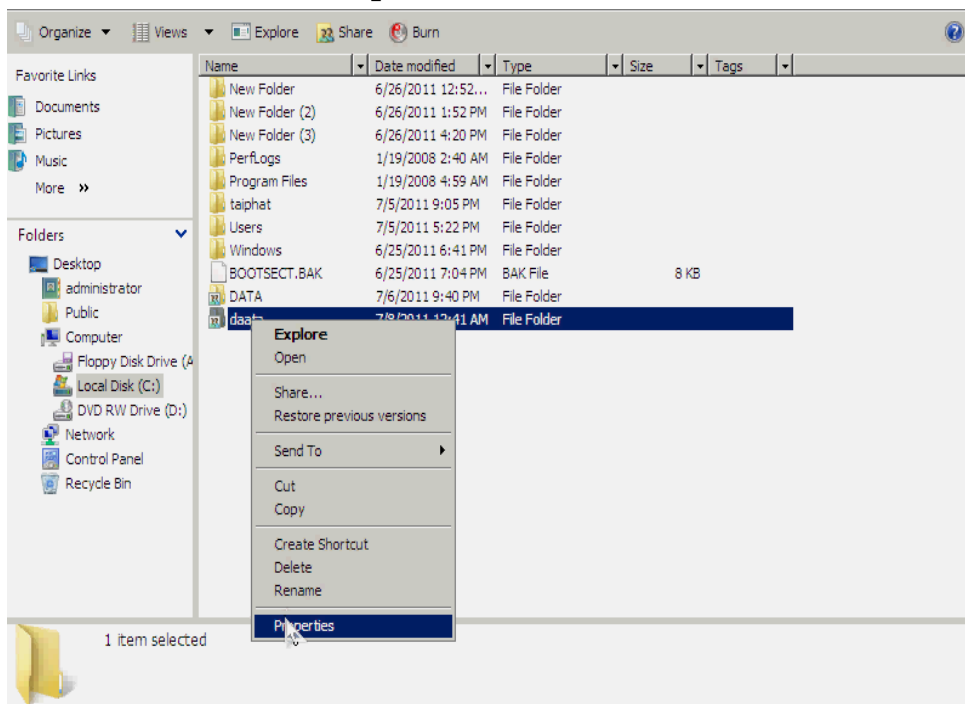 Organize Views Explore Share Burn
Favorite Links
Documents
Pictures
Music
More »
Folders
Desktop
administrator
Public
Computer
Floppy Disk Drive (A
Local Disk (C:)
DVD RW Drive (D:)
Network
Control Panel
Recycle Bin
Name Date modified Type Size Tags
New Folder 6/26/2011 12:52... File Folder
New Folder (2) 6/26/2011 1:52 PM File Folder
New Folder (3) 6/26/2011 4:20 PM File Folder
PerfLogs 1/19/2008 2:40 AM File Folder
Program Files 1/19/2008 4:59 AM File Folder
taiphat 7/5/2011 9:05 PM File Folder
Users 7/5/2011 5:22 PM File Folder
Windows 6/25/2011 6:41 PM File Folder
BOOTSECT.BAK 6/25/2011 7:04 PM BAK File 8 KB
DATA 7/6/2011 9:40 PM File Folder
daata 7/8/2011 12:41 AM File Folder
Explore
Open
Share...
Restore previous versions
Send To
Cut
Copy
Create Shortcut
Delete
Rename
Properties
1 item selected